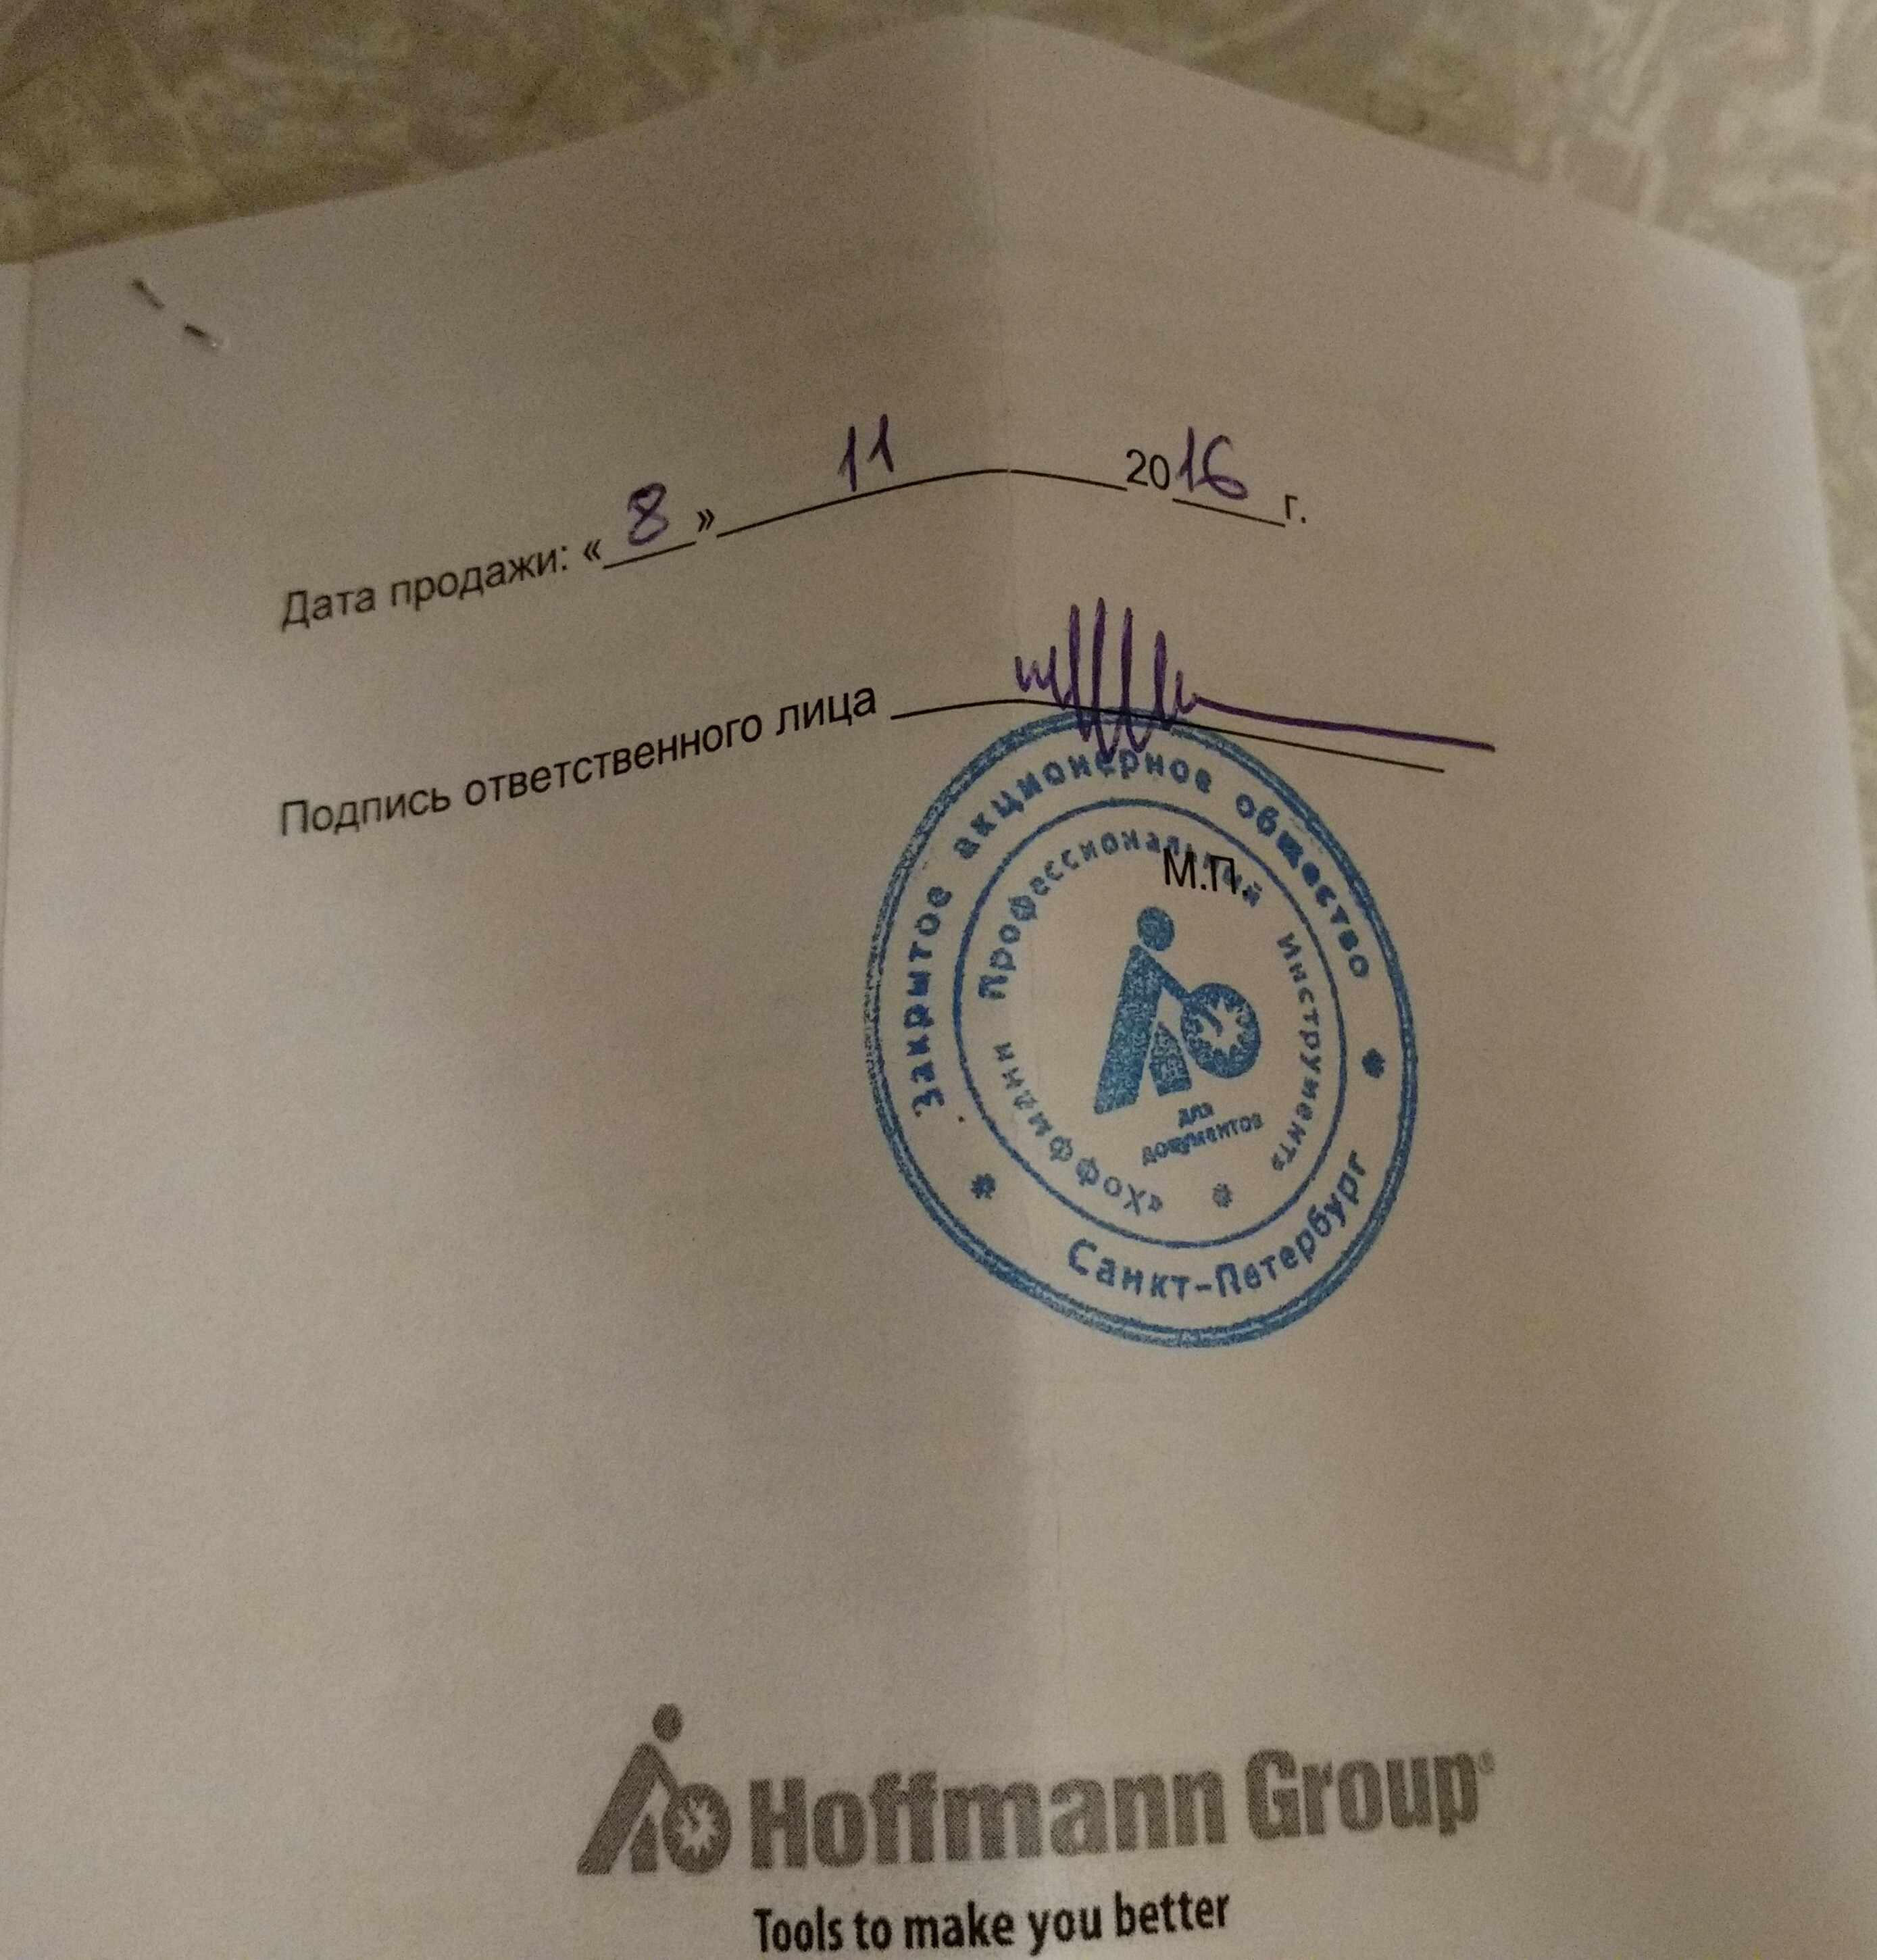 Дата продажи: «8» 11 2016 г.
Подпись ответственного лица
М.П.
Закрытое акционерное общество
Санкт-Петербург
«Хоффманн Профессиональный Инструмент»
для
документов
Hoffmann Group®
Tools to make you better